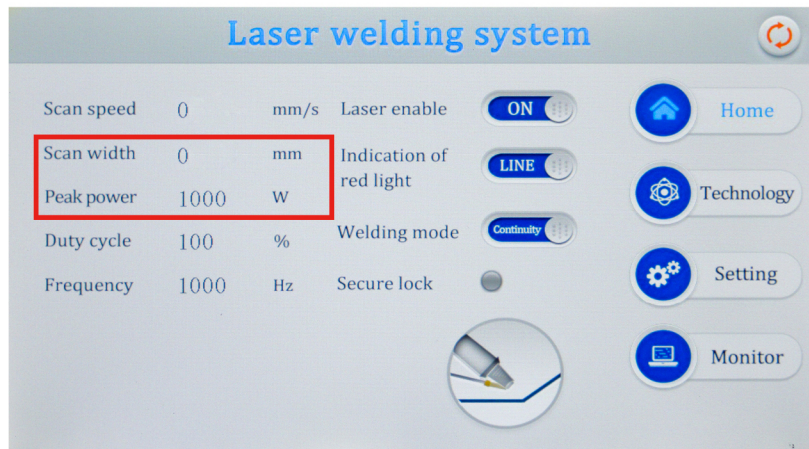 Laser welding system
Scan speed 0 mm/s
Scan width 0 mm
Peak power 1000 W
Duty cycle 100 %
Frequency 1000 Hz
Laser enable ON
Indication of
red light LINE
Welding mode Continuity
Secure lock
Home
Technology
Setting
Monitor